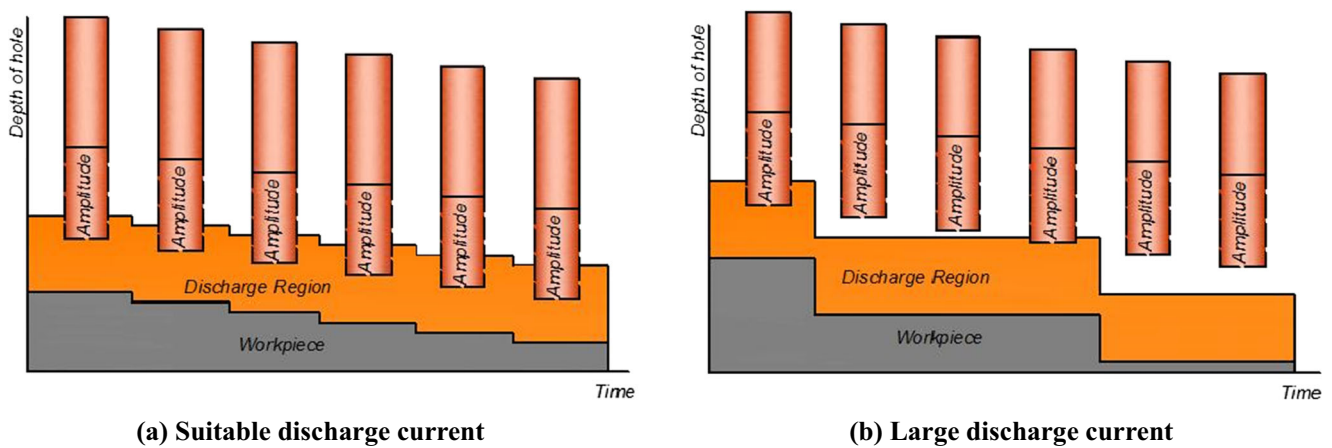 Depth of hole
Amplitude
Amplitude
Amplitude
Amplitude
Amplitude
Amplitude
Discharge Region
Workpiece
Time
(a) Suitable discharge current
Depth of hole
Amplitude
Amplitude
Amplitude
Amplitude
Amplitude
Amplitude
Discharge Region
Workpiece
Time
(b) Large discharge current